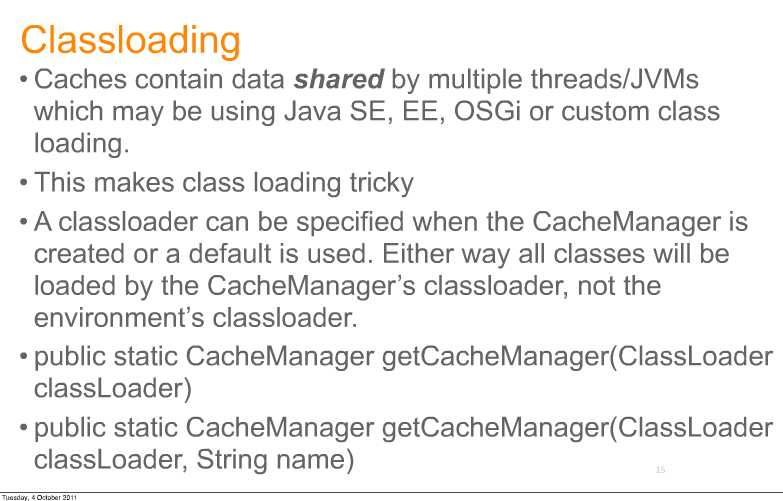 Classloading
• Caches contain data shared by multiple threads/JVMs
which may be using Java SE, EE, OSGi or custom class
loading.
• This makes class loading tricky
• A classloader can be specified when the CacheManager is
created or a default is used. Either way all classes will be
loaded by the CacheManager’s classloader, not the
environment’s classloader.
• public static CacheManager getCacheManager(ClassLoader
classLoader)
• public static CacheManager getCacheManager(ClassLoader
classLoader, String name)
15
Tuesday, 4 October 2011